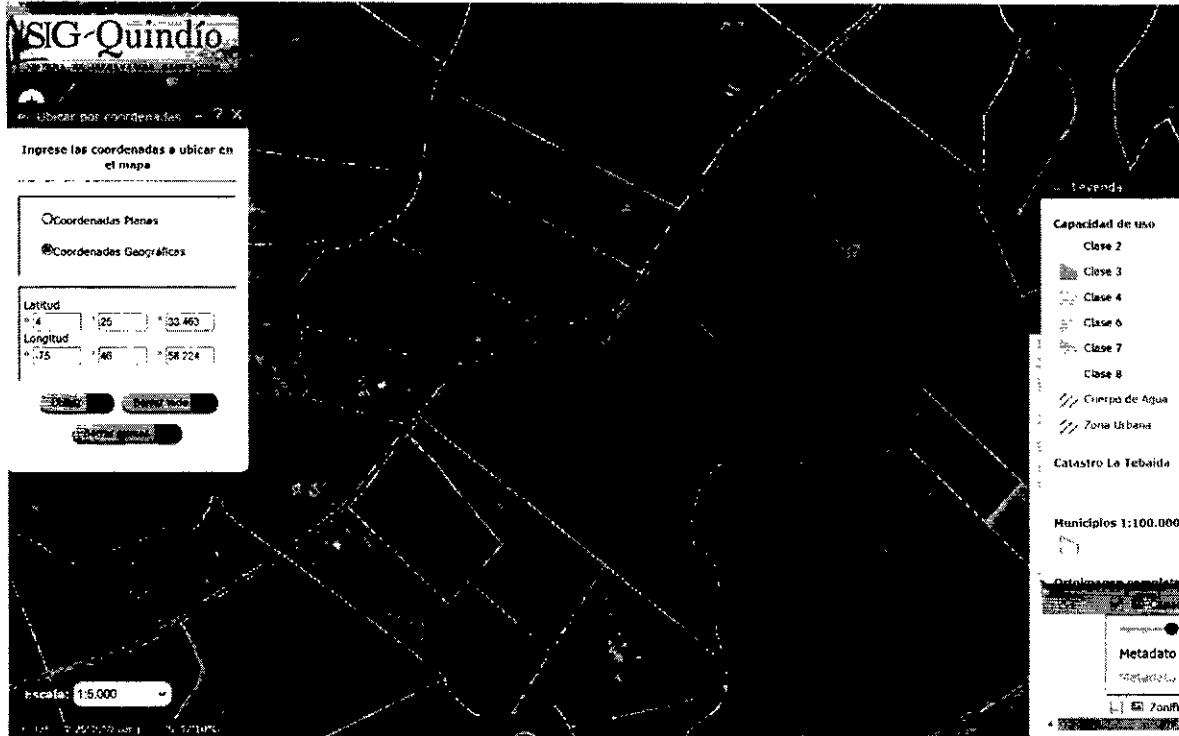 SIG-Quindío
Ubicar por coordenadas - ? X
Ingrese las coordenadas a ubicar en
el mapa
Coordenadas Planas
Coordenadas Geográficas
Latitud
° 4 ' 25 " 33.463
Longitud
° -75 ' 46 " 58.224
Escala: 1:5,000
Leyenda
Capacidad de uso
Clase 2
Clase 3
Clase 4
Clase 6
Clase 7
Clase 8
Cuerpo de Agua
Zona Urbana
Catastro La Tebaida
Municipios 1:100.000
Metadato
Metadato